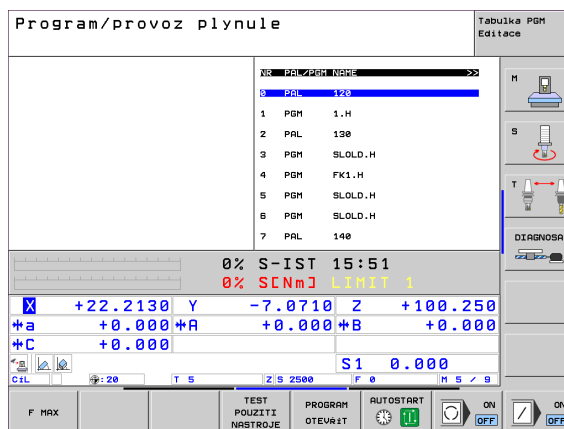 Program/provoz plynule
Tabulka PGM
Editace
NR PAL/PGM NAME >>
0 PAL 120
1 PGM 1.H
2 PAL 130
3 PGM SLOLD.H
4 PGM FK1.H
5 PGM SLOLD.H
6 PGM SLOLD.H
7 PAL 140
M
S
T
DIAGNOSA
0% S-IST 15:51
0% S[Nm] LIMIT 1
X +22.2130 Y -7.0710 Z +100.250
*a +0.000 *A +0.000 *B +0.000
*C +0.000
S1 0.000
CíL :20 T 5 Z S 2500 F 0 M 5 / 9
F MAX
TEST
POUZITI
NASTROJE
PROGRAM
OTEVŘíT
AUTOSTART
ON
OFF
ON
OFF